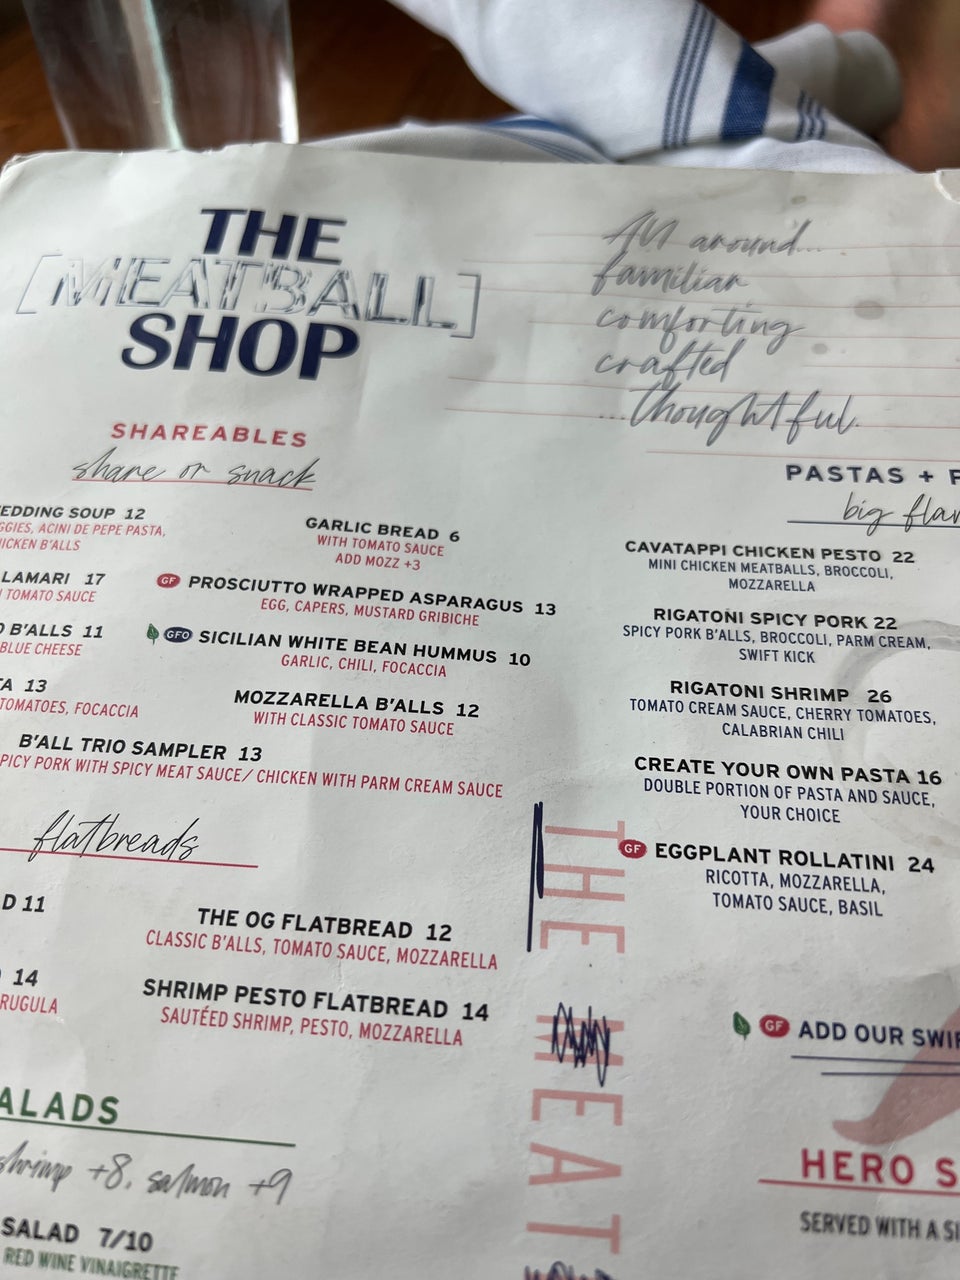 THE
[MEATBALL]
SHOP
All around...
familiar
comforting
crafted
...thoughtful.
SHAREABLES
share or snack
EDDING SOUP 12
GGIES, ACINI DE PEPE PASTA,
ICKEN B'ALLS
LAMARI 17
TOMATO SAUCE
B'ALLS 11
BLUE CHEESE
TA 13
TOMATOES, FOCACCIA
GARLIC BREAD 6
WITH TOMATO SAUCE
ADD MOZZ +3
GF PROSCIUTTO WRAPPED ASPARAGUS 13
EGG, CAPERS, MUSTARD GRIBICHE
GFO SICILIAN WHITE BEAN HUMMUS 10
GARLIC, CHILI, FOCACCIA
MOZZARELLA B'ALLS 12
WITH CLASSIC TOMATO SAUCE
B'ALL TRIO SAMPLER 13
PICY PORK WITH SPICY MEAT SAUCE/ CHICKEN WITH PARM CREAM SAUCE
flatbreads
D 11
14
RUGULA
THE OG FLATBREAD 12
CLASSIC B'ALLS, TOMATO SAUCE, MOZZARELLA
SHRIMP PESTO FLATBREAD 14
SAUTÉED SHRIMP, PESTO, MOZZARELLA
ALADS
shrimp +8, salmon +9
SALAD 7/10
RED WINE VINAIGRETTE
THE MEAT
PASTAS + P
big flav
CAVATAPPI CHICKEN PESTO 22
MINI CHICKEN MEATBALLS, BROCCOLI,
MOZZARELLA
RIGATONI SPICY PORK 22
SPICY PORK B'ALLS, BROCCOLI, PARM CREAM,
SWIFT KICK
RIGATONI SHRIMP 26
TOMATO CREAM SAUCE, CHERRY TOMATOES,
CALABRIAN CHILI
CREATE YOUR OWN PASTA 16
DOUBLE PORTION OF PASTA AND SAUCE,
YOUR CHOICE
GF EGGPLANT ROLLATINI 24
RICOTTA, MOZZARELLA,
TOMATO SAUCE, BASIL
GF ADD OUR SWIF
HERO S
SERVED WITH A SI